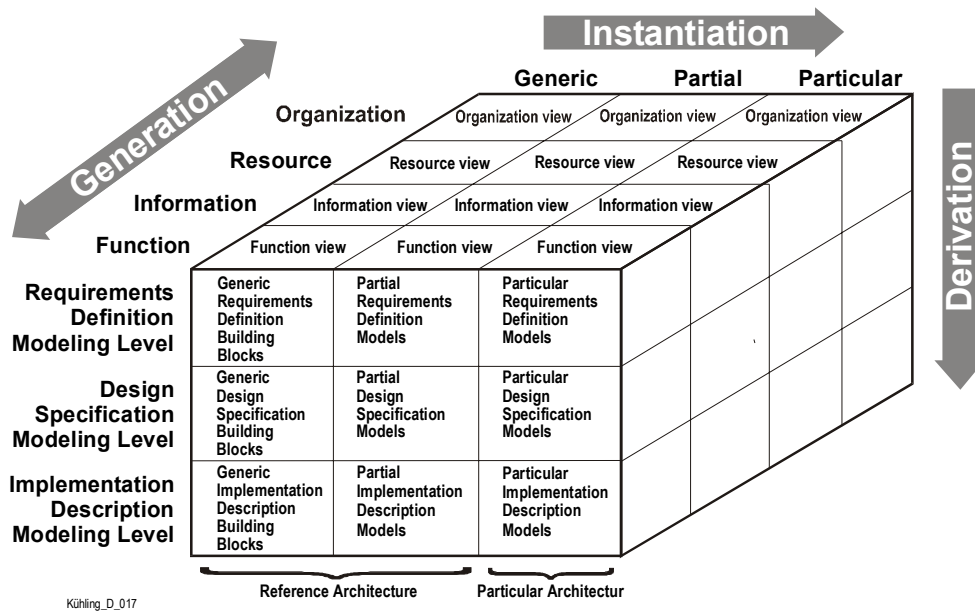 Instantiation
Generation
Derivation
Generic Partial Particular
Organization Organization view Organization view Organization view
Resource Resource view Resource view Resource view
Information Information view Information view Information view
Function Function view Function view Function view
Requirements
Definition
Modeling Level
Generic
Requirements
Definition
Building
Blocks
Partial
Requirements
Definition
Models
Particular
Requirements
Definition
Models
Design
Specification
Modeling Level
Generic
Design
Specification
Building
Blocks
Partial
Design
Specification
Models
Particular
Design
Specification
Models
Implementation
Description
Modeling Level
Generic
Implementation
Description
Building
Blocks
Partial
Implementation
Description
Models
Particular
Implementation
Description
Models
Reference Architecture Particular Architectur
Kühling_D_017